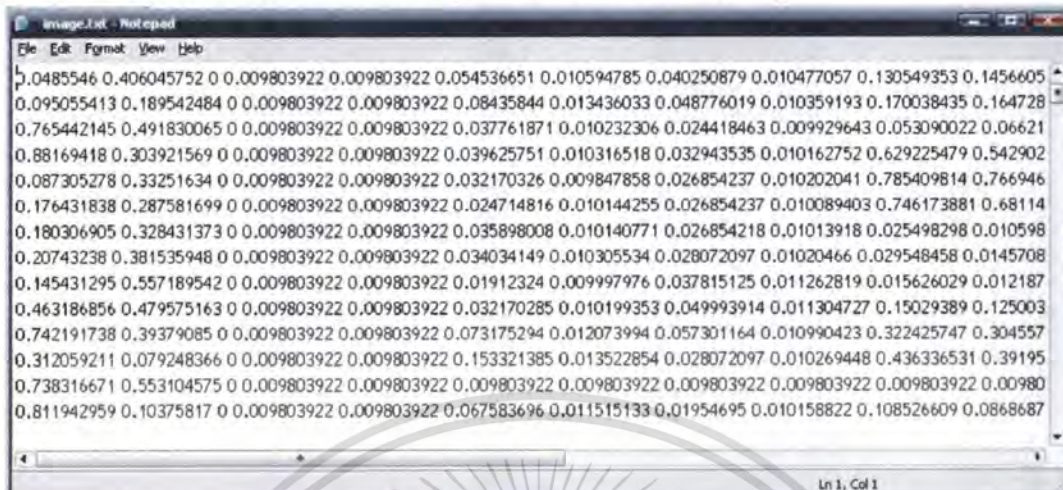 image.txt - Notepad
File Edit Format View Help
0.0485546 0.406045752 0 0.009803922 0.009803922 0.054536651 0.010594785 0.040250879 0.010477057 0.130549353 0.1456605
0.095055413 0.189542484 0 0.009803922 0.009803922 0.08435844 0.013436033 0.048776019 0.010359193 0.170038435 0.164728
0.765442145 0.491830065 0 0.009803922 0.009803922 0.037761871 0.010232306 0.024418463 0.009929643 0.053090022 0.06621
0.88169418 0.303921569 0 0.009803922 0.009803922 0.039625751 0.010316518 0.032943535 0.010162752 0.629225479 0.542902
0.087305278 0.33251634 0 0.009803922 0.009803922 0.032170326 0.009847858 0.026854237 0.010202041 0.785409814 0.766946
0.176431838 0.287581699 0 0.009803922 0.009803922 0.024714816 0.010144255 0.026854237 0.010089403 0.746173881 0.68114
0.180306905 0.328431373 0 0.009803922 0.009803922 0.035898008 0.010140771 0.026854218 0.01013918 0.025498298 0.010598
0.20743238 0.381535948 0 0.009803922 0.009803922 0.034034149 0.010305534 0.028072097 0.01020466 0.029548458 0.0145708
0.145431295 0.557189542 0 0.009803922 0.009803922 0.01912324 0.009997976 0.037815125 0.011262819 0.015626029 0.012187
0.463186856 0.479575163 0 0.009803922 0.009803922 0.032170285 0.010199353 0.049993914 0.011304727 0.15029389 0.125003
0.742191738 0.39379085 0 0.009803922 0.009803922 0.073175294 0.012073994 0.057301164 0.010990423 0.322425747 0.304557
0.312059211 0.079248366 0 0.009803922 0.009803922 0.153321385 0.013522854 0.028072097 0.010269448 0.436336531 0.39195
0.738316671 0.553104575 0 0.009803922 0.009803922 0.009803922 0.009803922 0.009803922 0.009803922 0.009803922 0.00980
0.811942959 0.10375817 0 0.009803922 0.009803922 0.067583696 0.011515133 0.01954695 0.010158822 0.108526609 0.0868687
Ln 1, Col 1